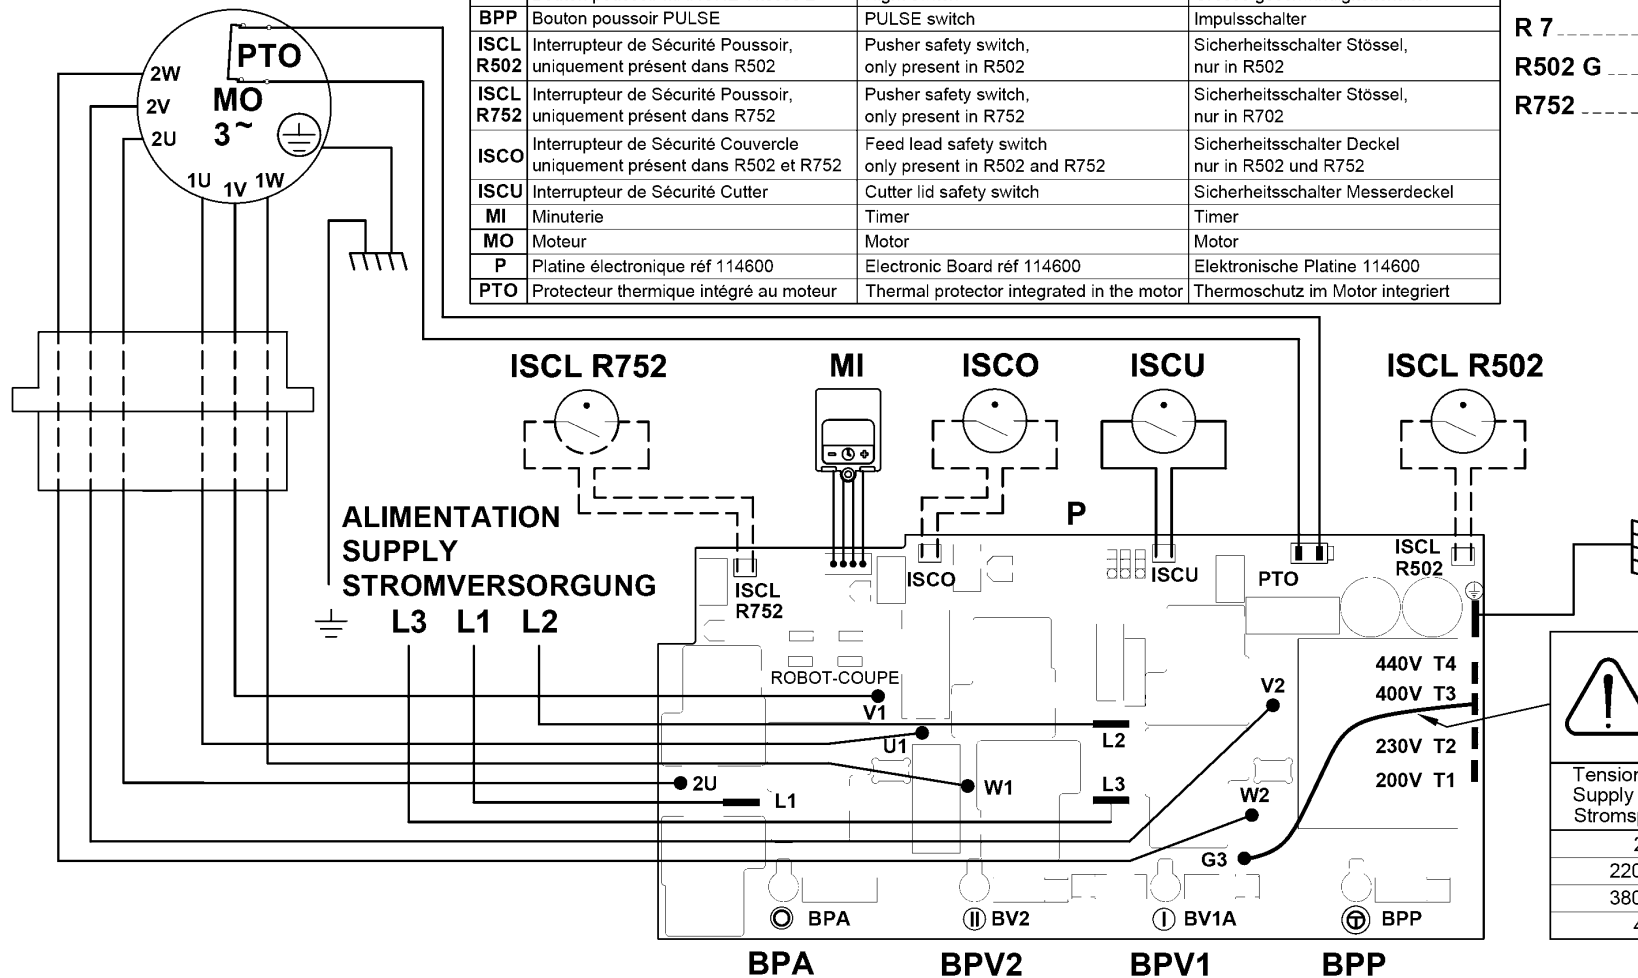 BPP Bouton poussoir PULSE PULSE switch Impulsschalter
ISCL R502 Interrupteur de Sécurité Poussoir, uniquement présent dans R502 Pusher safety switch, only present in R502 Sicherheitsschalter Stössel, nur in R502
ISCL R752 Interrupteur de Sécurité Poussoir, uniquement présent dans R752 Pusher safety switch, only present in R752 Sicherheitsschalter Stössel, nur in R702
ISCO Interrupteur de Sécurité Couvercle uniquement présent dans R502 et R752 Feed lead safety switch only present in R502 and R752 Sicherheitsschalter Deckel nur in R502 und R752
ISCU Interrupteur de Sécurité Cutter Cutter lid safety switch Sicherheitsschalter Messerdeckel
MI Minuterie Timer Timer
MO Moteur Motor Motor
P Platine électronique réf 114600 Electronic Board réf 114600 Elektronische Platine 114600
PTO Protecteur thermique intégré au moteur Thermal protector integrated in the motor Thermoschutz im Motor integriert
R 7
R502 G
R752
PTO
MO
3~
2W
2V
2U
1U 1V 1W
ISCL R752
MI
ISCO
ISCU
ISCL R502
P
ALIMENTATION
SUPPLY
STROMVERSORGUNG
L3 L1 L2
ISCL
R752
ISCO
ISCU
PTO
ISCL
R502
ROBOT-COUPE
V1
U1
2U
L1
W1
L2
L3
V2
W2
G3
440V T4
400V T3
230V T2
200V T1
BPA
BV2
BV1A
BPP
BPA
BPV2
BPV1
BPP
Tension
Supply
220
380